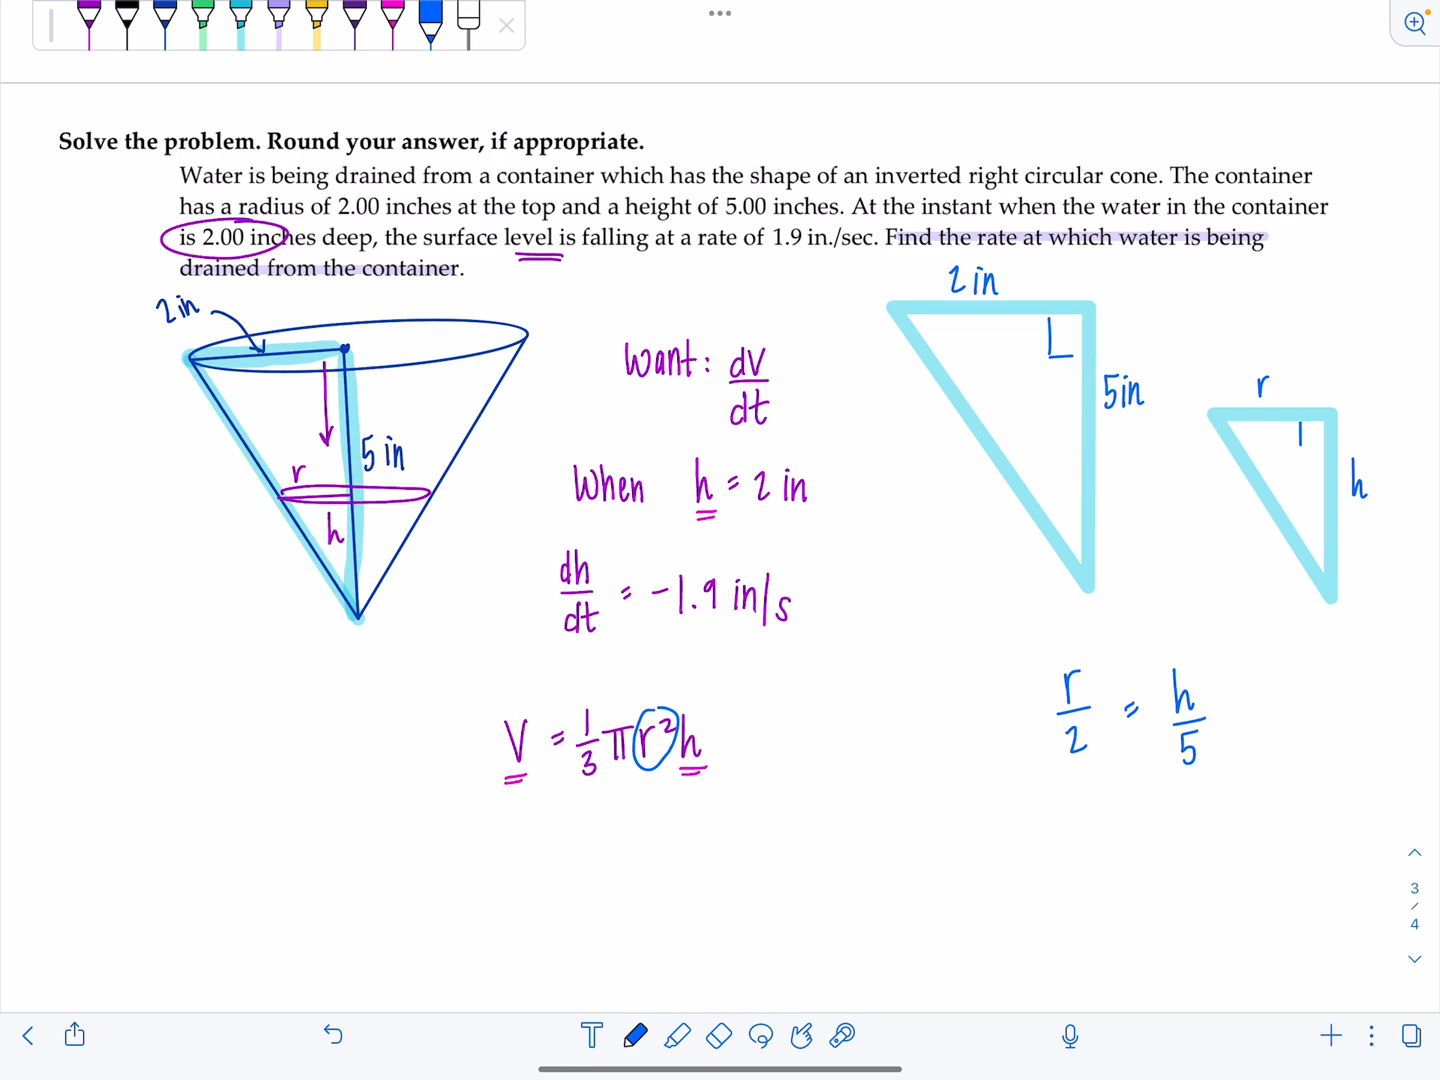 Solve the problem. Round your answer, if appropriate.
Water is being drained from a container which has the shape of an inverted right circular cone. The container
has a radius of 2.00 inches at the top and a height of 5.00 inches. At the instant when the water in the container
is 2.00 inches deep, the surface level is falling at a rate of 1.9 in./sec. Find the rate at which water is being
drained from the container.
2 in
5 in
r
h
Want: dV/dt
When h = 2 in
dh/dt = -1.9 in/s
V = 1/3 πr²h
2 in
5 in
r
h
r/2 = h/5
3
/
4
T